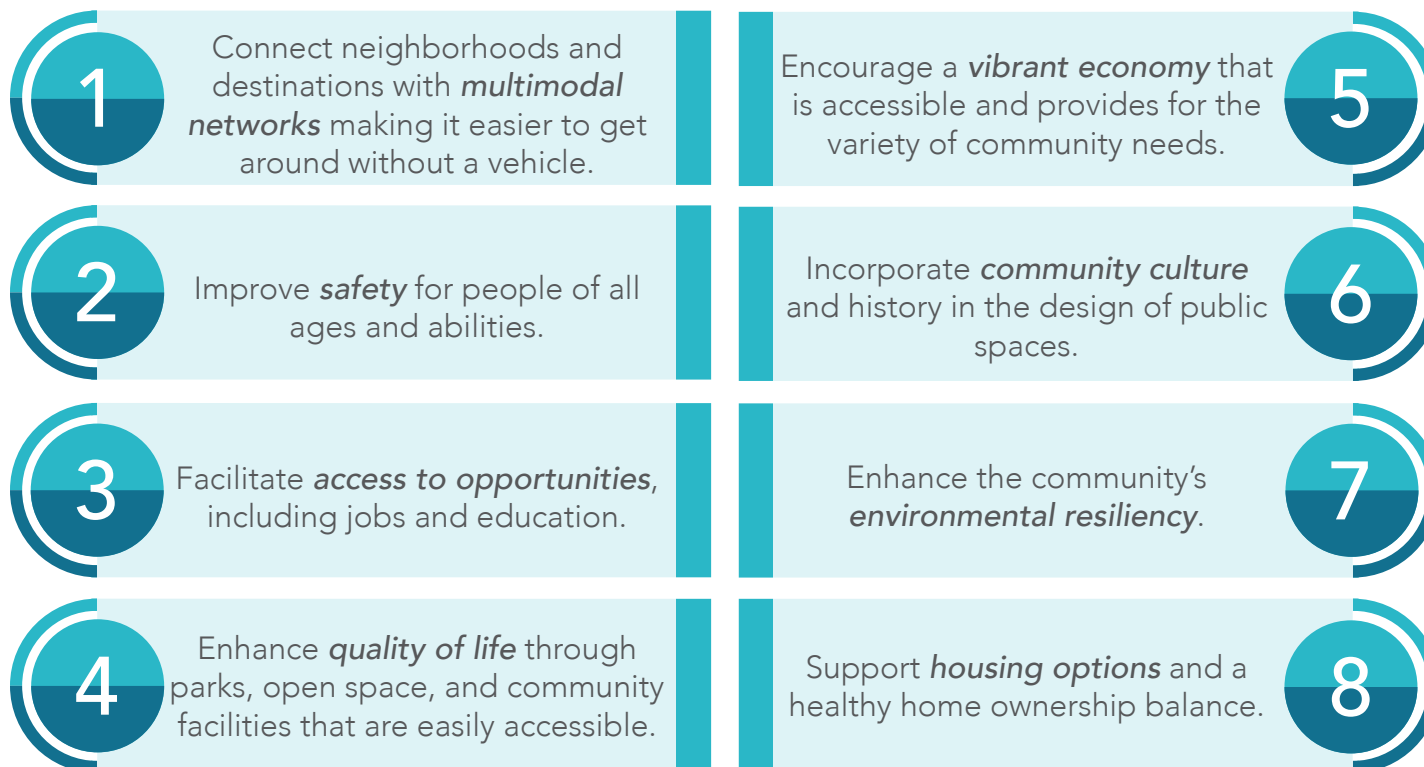 1
Connect neighborhoods and
destinations with multimodal
networks making it easier to get
around without a vehicle.
2
Improve safety for people of all
ages and abilities.
3
Facilitate access to opportunities,
including jobs and education.
4
Enhance quality of life through
parks, open space, and community
facilities that are easily accessible.
5
Encourage a vibrant economy that
is accessible and provides for the
variety of community needs.
6
Incorporate community culture
and history in the design of public
spaces.
7
Enhance the community’s
environmental resiliency.
8
Support housing options and a
healthy home ownership balance.